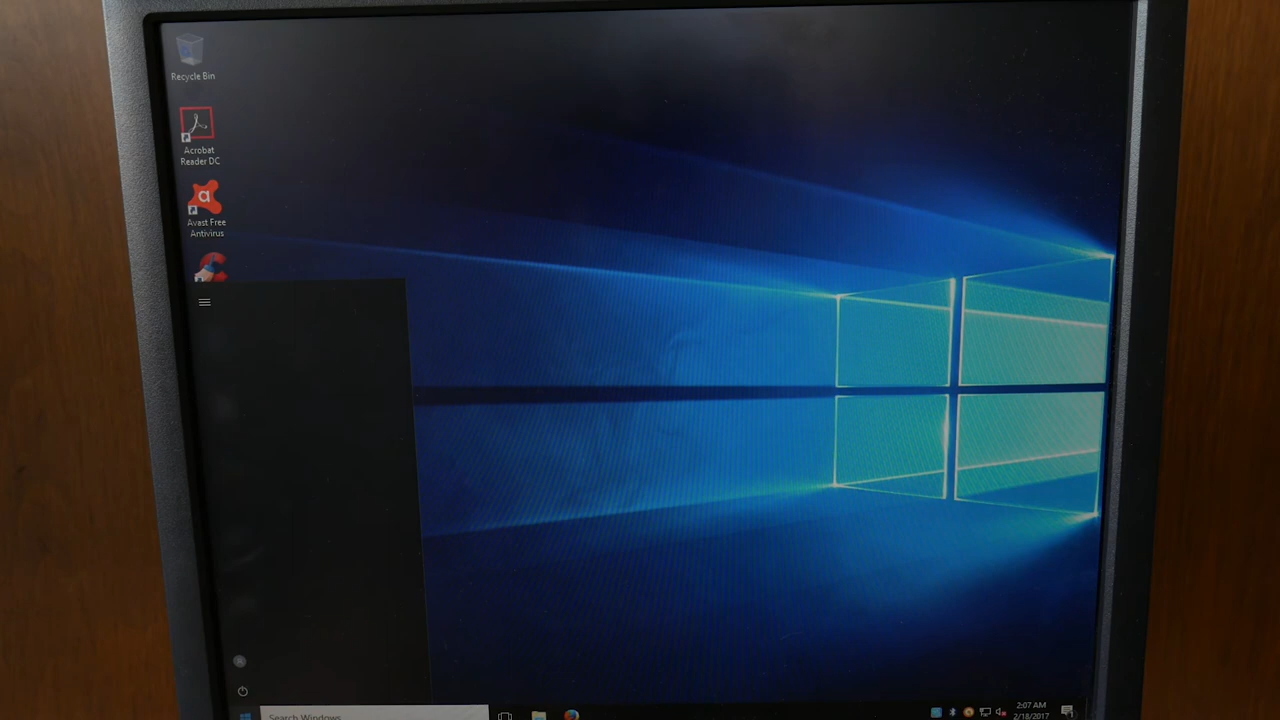 Recycle Bin
Acrobat
Reader DC
Avast Free
Antivirus
Search Windows
2:07 AM
2/18/2017